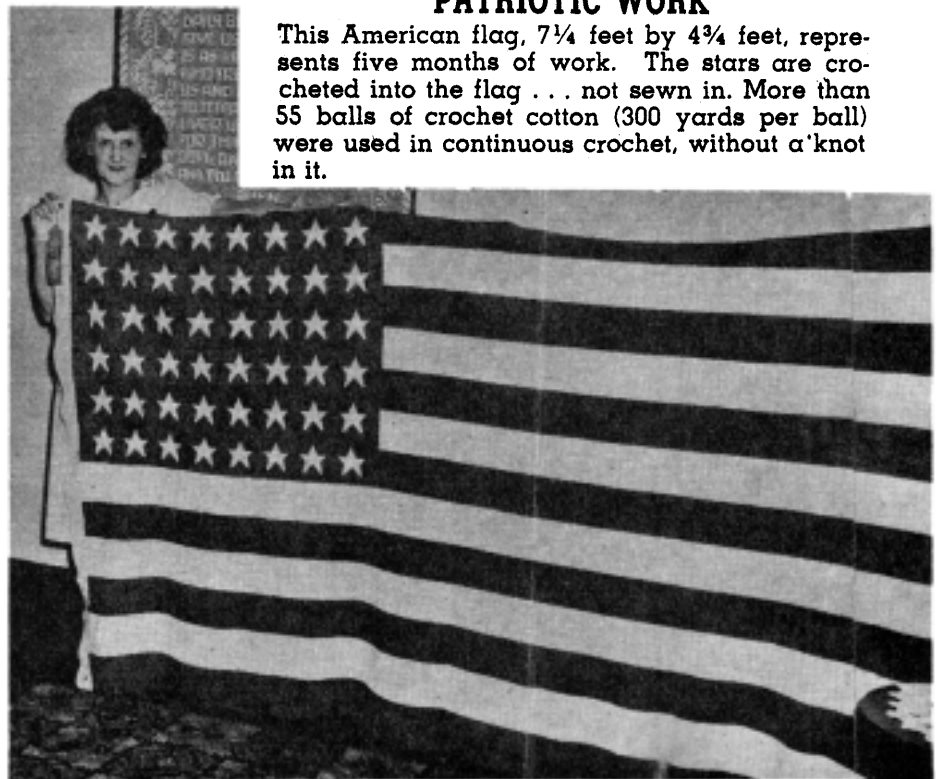 PATRIOTIC WORK
This American flag, 7¼ feet by 4¾ feet, repre-
sents five months of work. The stars are cro-
cheted into the flag . . . not sewn in. More than
55 balls of crochet cotton (300 yards per ball)
were used in continuous crochet, without a knot
in it.
DAILY